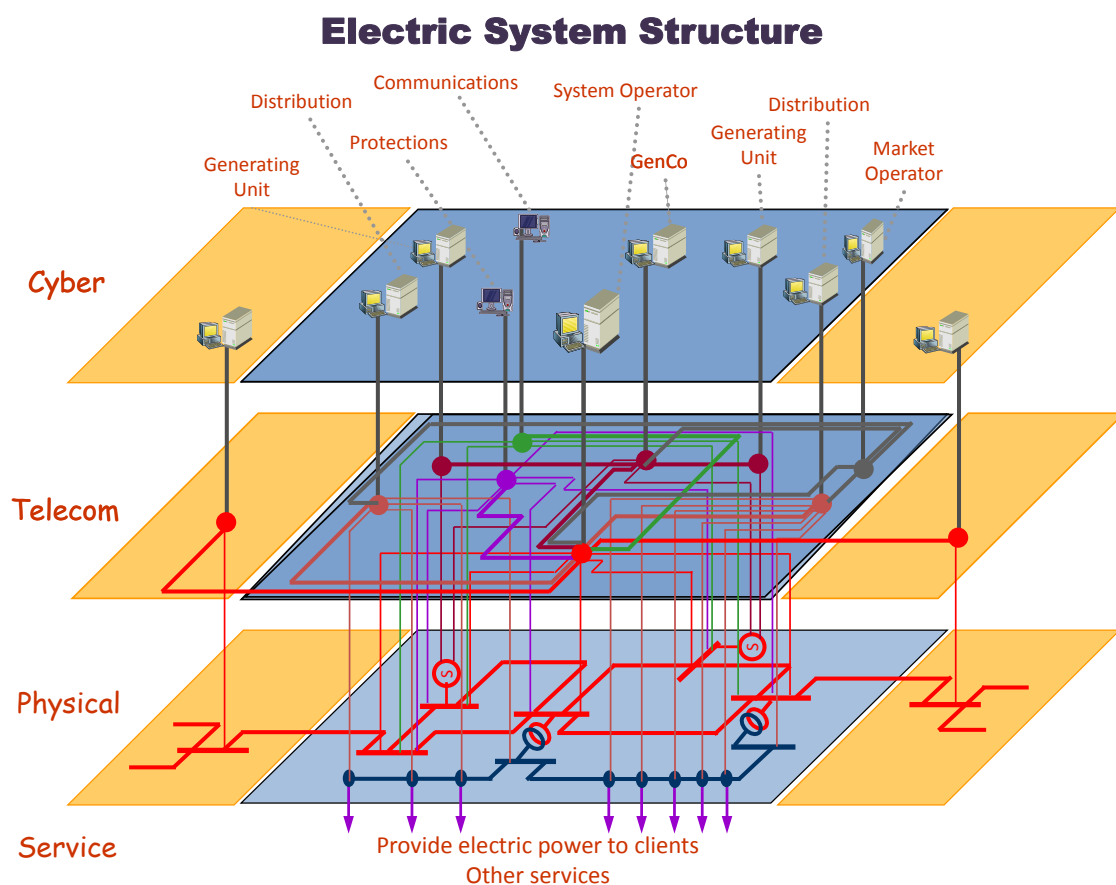 Electric System Structure
Communications
System Operator
Distribution
Distribution
Protections
Generating
Unit
GenCo
Generating
Unit
Market
Operator
Cyber
Telecom
S
S
Physical
Service
Provide electric power to clients
Other services